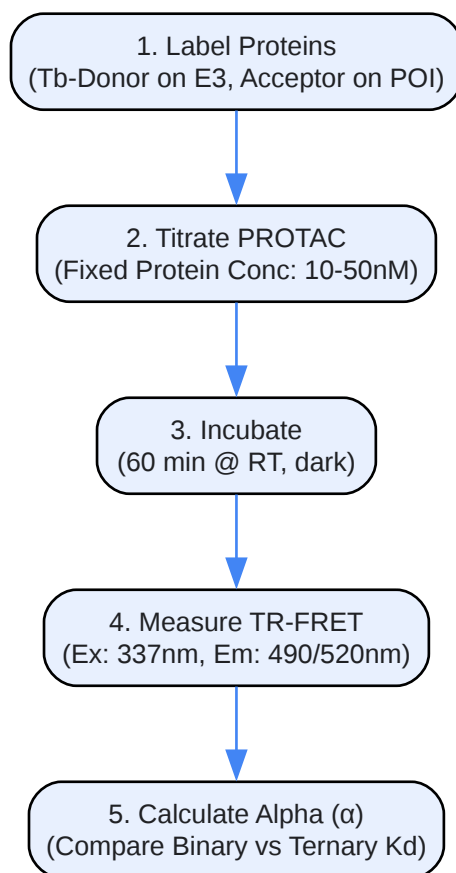 1. Label Proteins
(Tb-Donor on E3, Acceptor on POI)
2. Titrate PROTAC
(Fixed Protein Conc: 10-50nM)
3. Incubate
(60 min @ RT, dark)
4. Measure TR-FRET
(Ex: 337nm, Em: 490/520nm)
5. Calculate Alpha (α)
(Compare Binary vs Ternary Kd)